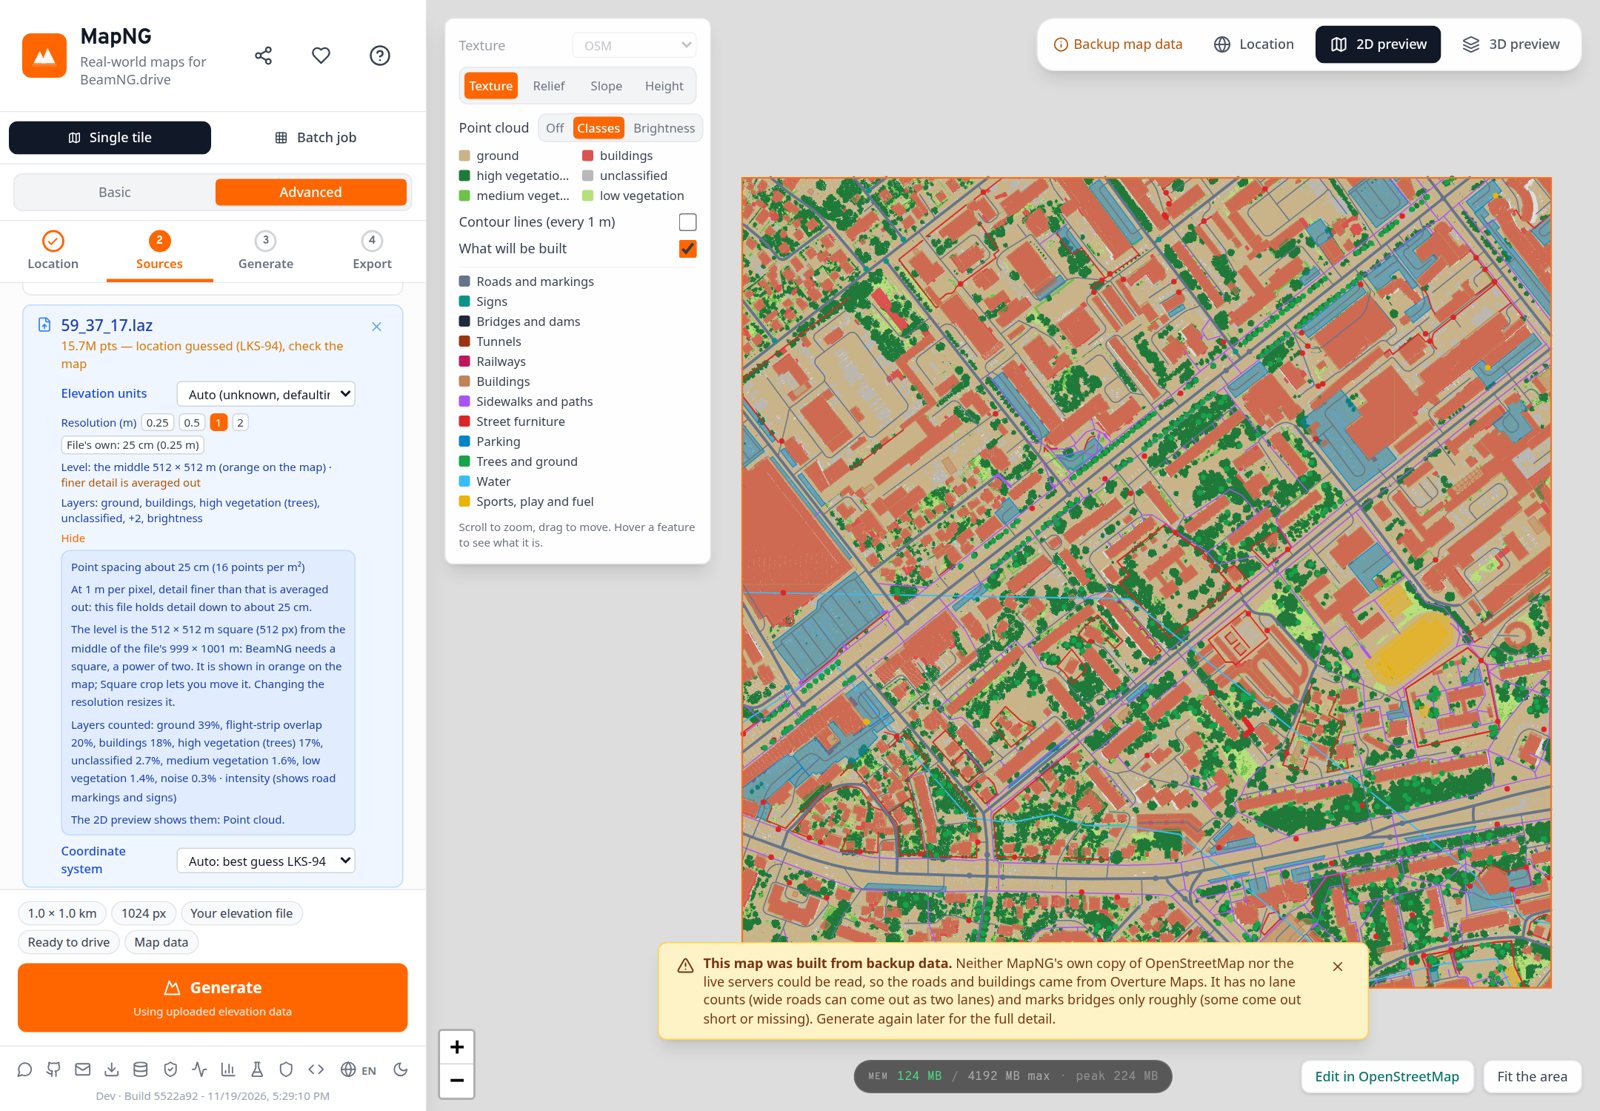 MapNG
Real-world maps for
BeamNG.drive
Single tile
Batch job
Basic
Advanced
Location
2
Sources
3
Generate
4
Export
59_37_17.laz
15.7M pts — location guessed (LKS-94), check the
map
Elevation units
Auto (unknown, defaultir
Resolution (m) 0.25 0.5 1 2
File's own: 25 cm (0.25 m)
Level: the middle 512 × 512 m (orange on the map) ·
finer detail is averaged out
Layers: ground, buildings, high vegetation (trees),
unclassified, +2, brightness
Hide
Point spacing about 25 cm (16 points per m²)
At 1 m per pixel, detail finer than that is averaged
out: this file holds detail down to about 25 cm.
The level is the 512 × 512 m square (512 px) from the
middle of the file's 999 × 1001 m: BeamNG needs a
square, a power of two. It is shown in orange on the
map; Square crop lets you move it. Changing the
resolution resizes it.
Layers counted: ground 39%, flight-strip overlap
20%, buildings 18%, high vegetation (trees) 17%,
unclassified 2.7%, medium vegetation 1.6%, low
vegetation 1.4%, noise 0.3% · intensity (shows road
markings and signs)
The 2D preview shows them: Point cloud.
Coordinate
system
Auto: best guess LKS-94
1.0 × 1.0 km
1024 px
Your elevation file
Ready to drive
Map data
Generate
Using uploaded elevation data
EN
Dev · Build 5522a92 - 11/19/2026, 5:29:10 PM
Texture
OSM
Texture
Relief
Slope
Height
Point cloud
Off
Classes
Brightness
ground
buildings
high vegetatio...
unclassified
medium veget...
low vegetation
Contour lines (every 1 m)
What will be built
Roads and markings
Signs
Bridges and dams
Tunnels
Railways
Buildings
Sidewalks and paths
Street furniture
Parking
Trees and ground
Water
Sports, play and fuel
Scroll to zoom, drag to move. Hover a feature
to see what it is.
Backup map data
Location
2D preview
3D preview
This map was built from backup data. Neither MapNG's own copy of OpenStreetMap nor the
live servers could be read, so the roads and buildings came from Overture Maps. It has no lane
counts (wide roads can come out as two lanes) and marks bridges only roughly (some come out
short or missing). Generate again later for the full detail.
+
−
MEM 124 MB / 4192 MB max · peak 224 MB
Edit in OpenStreetMap
Fit the area